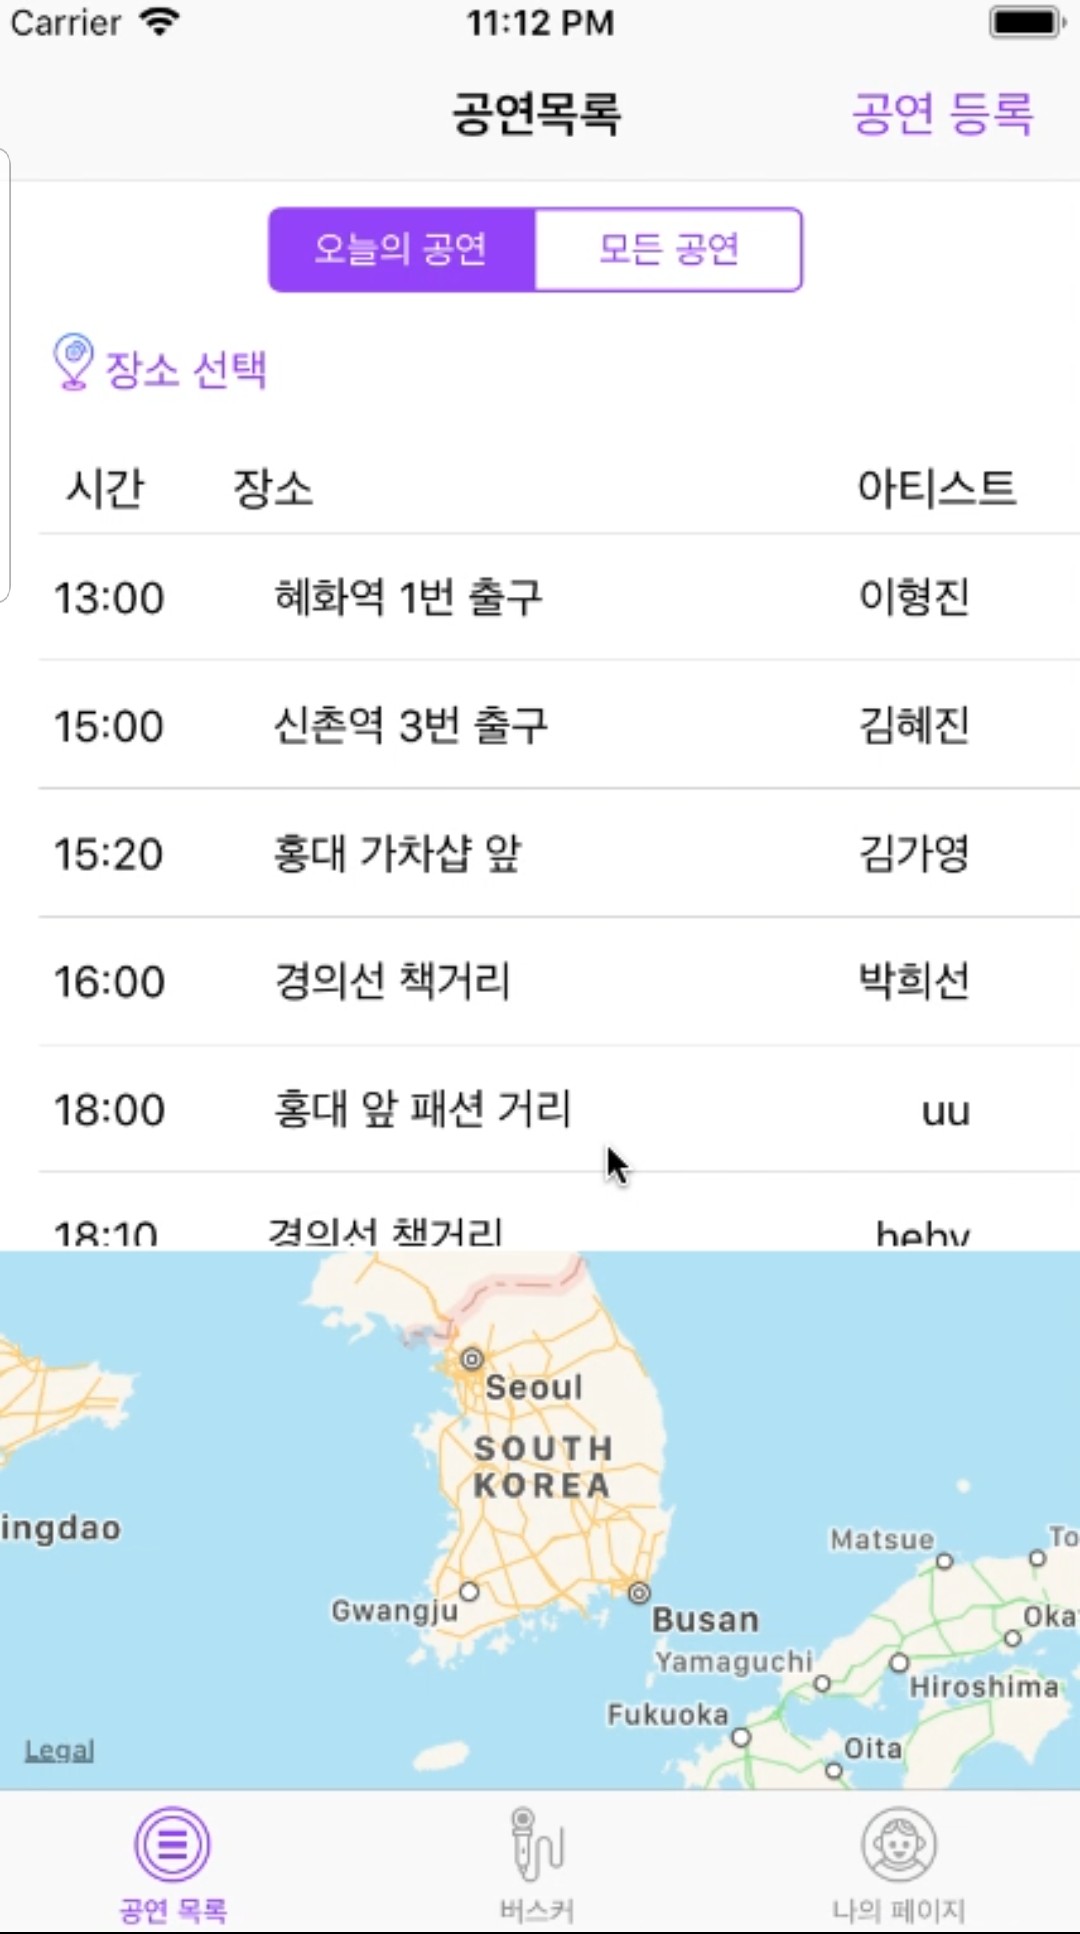 Carrier 11:12 PM
공연목록 공연 등록
오늘의 공연 모든 공연
장소 선택
시간 장소 아티스트
13:00 혜화역 1번 출구 이형진
15:00 신촌역 3번 출구 김혜진
15:20 홍대 가차샵 앞 김가영
16:00 경의선 책거리 박희선
18:00 홍대 앞 패션 거리 uu
18:10 경의선 책거리
Seoul
SOUTH
KOREA
ingdao
Matsue To
Gwangju
Busan
Oka
Yamaguchi
Hiroshima
Fukuoka
Oita
Legal
공연 목록 버스커 나의 페이지